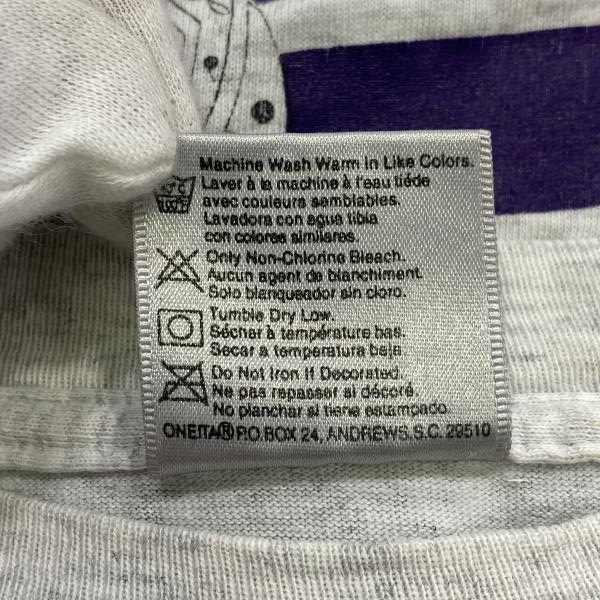 Machine Wash Warm In Like Colors.
Laver à la machine à l'eau tiéde
avec couleurs semblables.
Lavadora con agua tibia
con colores similares.
Only Non-Chlorine Bleach.
Aucun agent de blanchiment.
Solo blanqueador sin cloro.
Tumble Dry Low.
Sécher à température bas.
Secar a temperatura baja
Do Not Iron If Decorated.
Ne pas repasser si décoré.
No planchar si tiene estampado.
ONEITA® P.O. BOX 24, ANDREWS, S.C. 29510